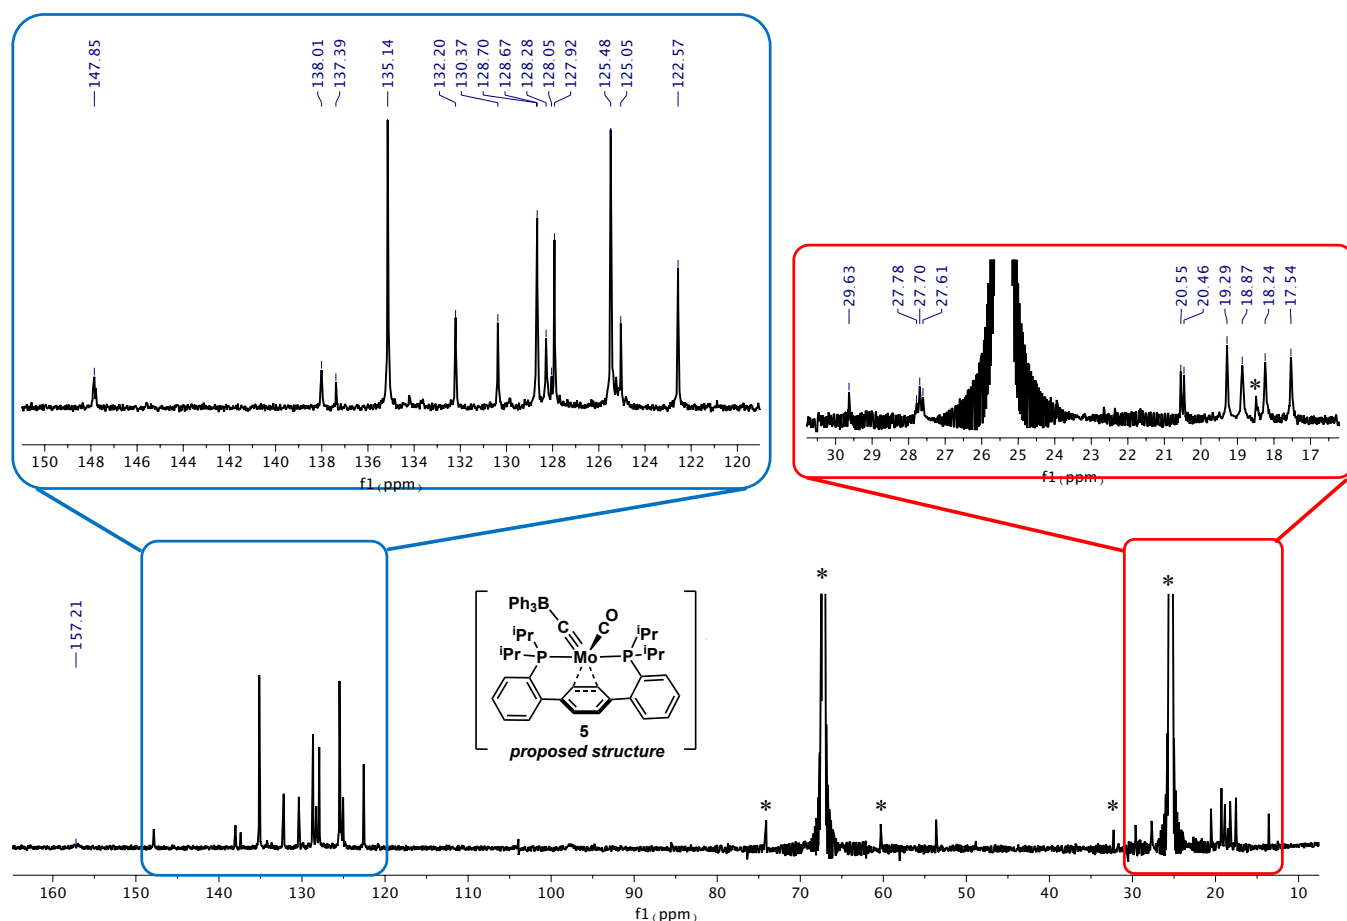 147.85
138.01
137.39
135.14
132.20
130.37
128.70
128.67
128.28
128.05
127.92
125.48
125.05
122.57
150 148 146 144 142 140 138 136 134 132 130 128 126 124 122 120
f1 (ppm)
29.63
27.78
27.70
27.61
20.55
20.46
19.29
18.87
18.24
17.54
*
30 29 28 27 26 25 24 23 22 21 20 19 18 17
f1 (ppm)
157.21
* * * * *
Ph3B
C
C
O
iPr
iPr
P
Mo
P
iPr
iPr
5
proposed structure
160 150 140 130 120 110 100 90 80 70 60 50 40 30 20 10
f1 (ppm)